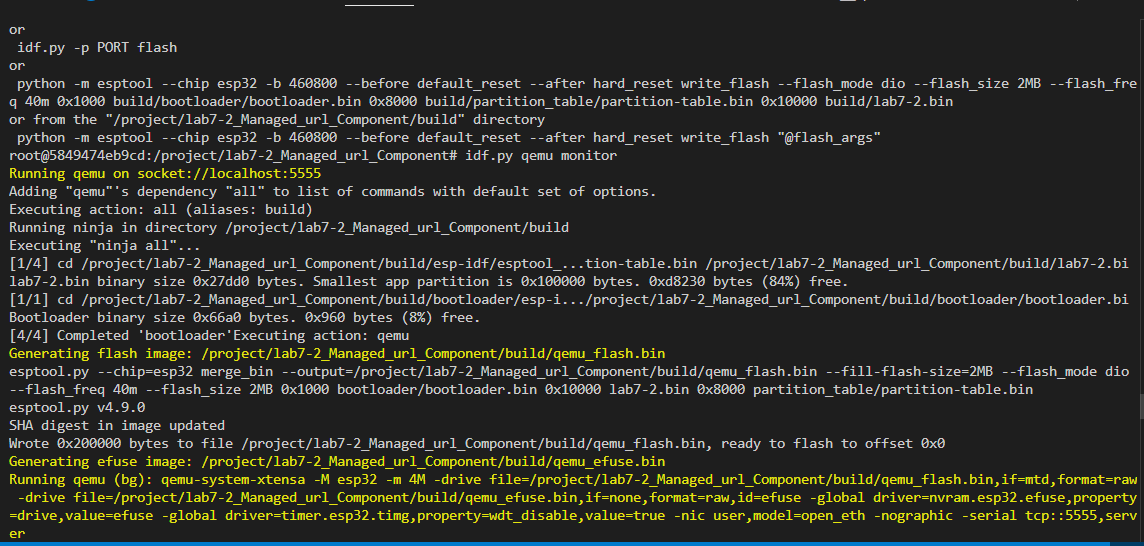 or
 idf.py -p PORT flash
or
 python -m esptool --chip esp32 -b 460800 --before default_reset --after hard_reset write_flash --flash_mode dio --flash_size 2MB --flash_fre
q 40m 0x1000 build/bootloader/bootloader.bin 0x8000 build/partition_table/partition-table.bin 0x10000 build/lab7-2.bin
or from the "/project/lab7-2_Managed_url_Component/build" directory
 python -m esptool --chip esp32 -b 460800 --before default_reset --after hard_reset write_flash "@flash_args"
root@5849474eb9cd:/project/lab7-2_Managed_url_Component# idf.py qemu monitor
Running qemu on socket://localhost:5555
Adding "qemu"'s dependency "all" to list of commands with default set of options.
Executing action: all (aliases: build)
Running ninja in directory /project/lab7-2_Managed_url_Component/build
Executing "ninja all"...
[1/4] cd /project/lab7-2_Managed_url_Component/build/esp-idf/esptool_...tion-table.bin /project/lab7-2_Managed_url_Component/build/lab7-2.bi
lab7-2.bin binary size 0x27dd0 bytes. Smallest app partition is 0x100000 bytes. 0xd8230 bytes (84%) free.
[1/1] cd /project/lab7-2_Managed_url_Component/build/bootloader/esp-i.../project/lab7-2_Managed_url_Component/build/bootloader/bootloader.bi
Bootloader binary size 0x66a0 bytes. 0x960 bytes (8%) free.
[4/4] Completed 'bootloader'Executing action: qemu
Generating flash image: /project/lab7-2_Managed_url_Component/build/qemu_flash.bin
esptool.py --chip=esp32 merge_bin --output=/project/lab7-2_Managed_url_Component/build/qemu_flash.bin --fill-flash-size=2MB --flash_mode dio
--flash_freq 40m --flash_size 2MB 0x1000 bootloader/bootloader.bin 0x10000 lab7-2.bin 0x8000 partition_table/partition-table.bin
esptool.py v4.9.0
SHA digest in image updated
Wrote 0x200000 bytes to file /project/lab7-2_Managed_url_Component/build/qemu_flash.bin, ready to flash to offset 0x0
Generating efuse image: /project/lab7-2_Managed_url_Component/build/qemu_efuse.bin
Running qemu (bg): qemu-system-xtensa -M esp32 -m 4M -drive file=/project/lab7-2_Managed_url_Component/build/qemu_flash.bin,if=mtd,format=raw
 -drive file=/project/lab7-2_Managed_url_Component/build/qemu_efuse.bin,if=none,format=raw,id=efuse -global driver=nvram.esp32.efuse,property
=drive,value=efuse -global driver=timer.esp32.timg,property=wdt_disable,value=true -nic user,model=open_eth -nographic -serial tcp::5555,serv
er